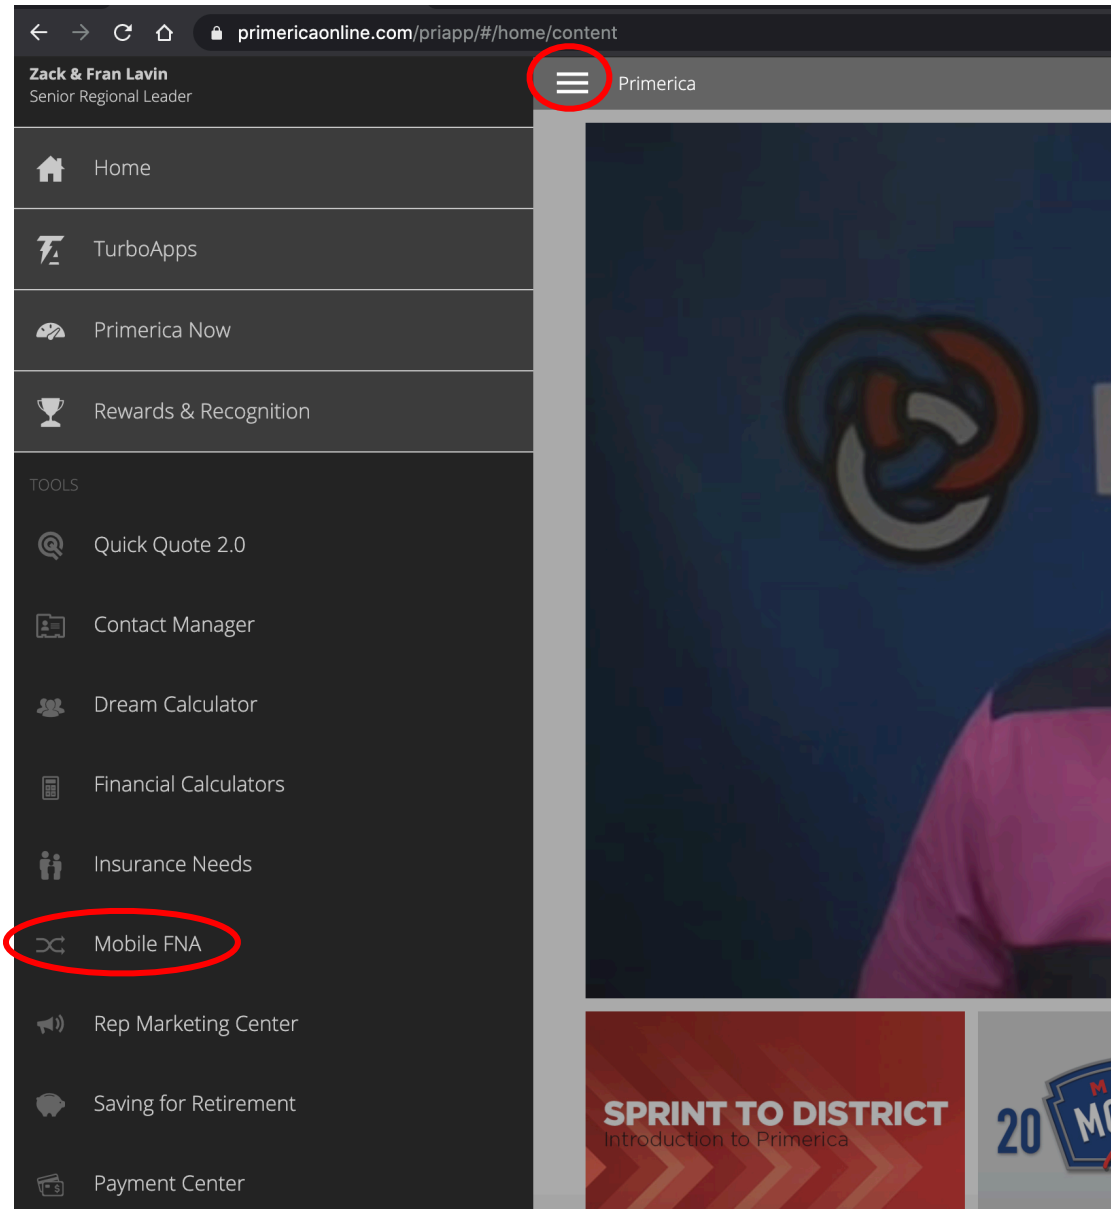 primericaonline.com/priapp/#/home/content
Zack & Fran Lavin
Senior Regional Leader
Primerica
Home
TurboApps
Primerica Now
Rewards & Recognition
TOOLS
Quick Quote 2.0
Contact Manager
Dream Calculator
Financial Calculators
Insurance Needs
Mobile FNA
Rep Marketing Center
Saving for Retirement
Payment Center
SPRINT TO DISTRICT
Introduction to Primerica
20